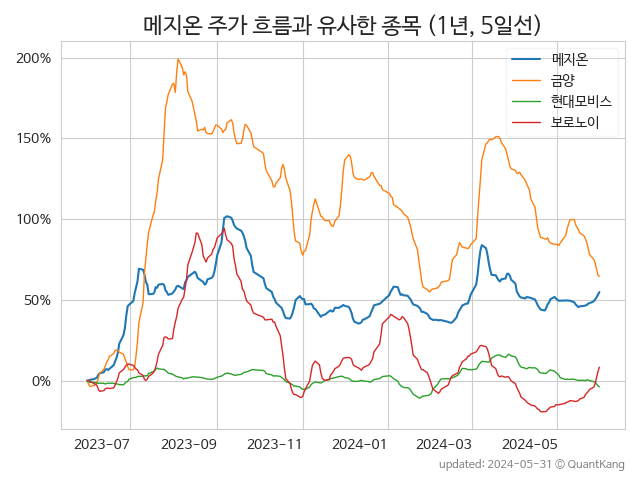 메지온 주가 흐름과 유사한 종목 (1년, 5일선)
200%
150%
100%
50%
0%
메지온
금양
현대모비스
보로노이
2023-07
2023-09
2023-11
2024-01
2024-03
2024-05
updated: 2024-05-31 © QuantKang